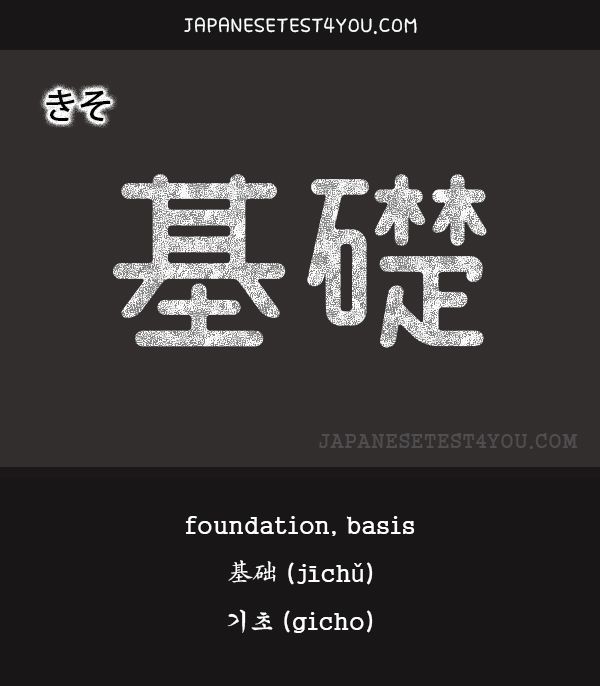 JAPANESETEST4YOU.COM
きそ
基礎
JAPANESETEST4YOU.COM
foundation, basis
基础 (jīchǔ)
기초 (gicho)